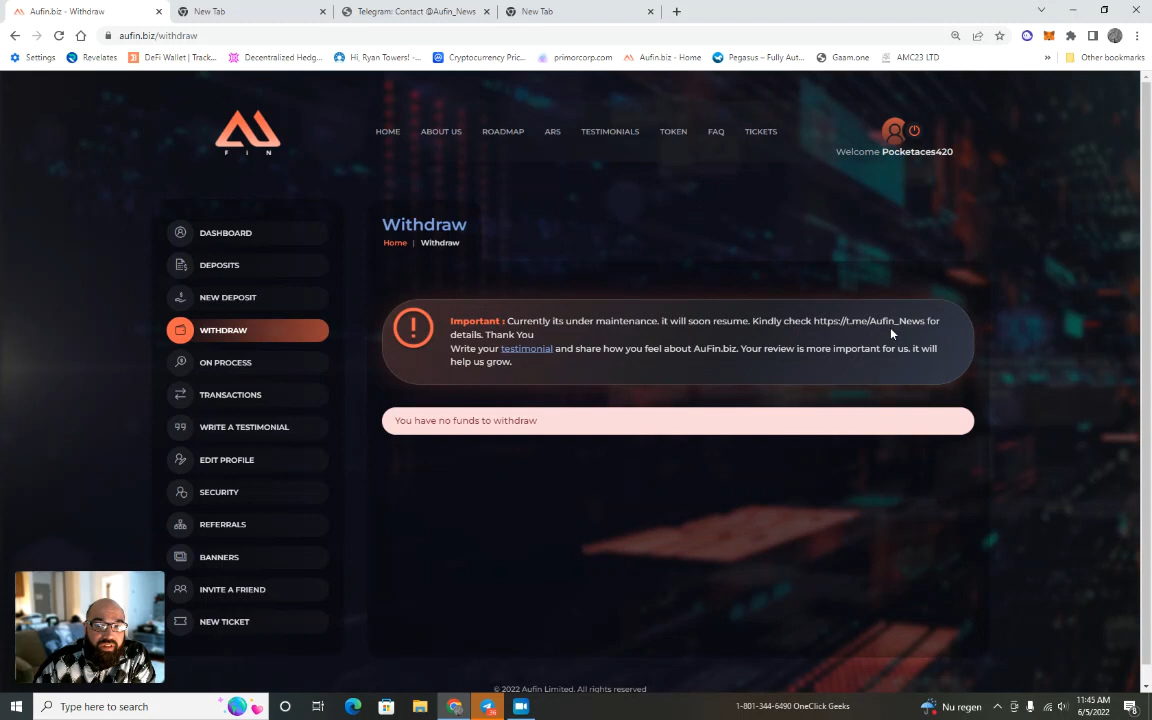 Aufin.biz - Withdraw
New Tab
Telegram: Contact @Aufin_News
New Tab
aufin.biz/withdraw
Settings
Revelates
DeFi Wallet | Track...
Decentralized Hedg...
Hi, Ryan Towers! -...
Cryptocurrency Pric...
primorcorp.com
Aufin.biz - Home
Pegasus – Fully Aut...
Gaam.one
AMC23 LTD
»
Other bookmarks
FIN
HOME
ABOUT US
ROADMAP
ARS
TESTIMONIALS
TOKEN
FAQ
TICKETS
Welcome Pocketaces420
DASHBOARD
DEPOSITS
NEW DEPOSIT
WITHDRAW
ON PROCESS
TRANSACTIONS
WRITE A TESTIMONIAL
EDIT PROFILE
SECURITY
REFERRALS
BANNERS
INVITE A FRIEND
NEW TICKET
Withdraw
Home | Withdraw
Important : Currently its under maintenance. it will soon resume. Kindly check https://t.me/Aufin_News for
details. Thank You
Write your testimonial and share how you feel about AuFin.biz. Your review is more important for us. it will
help us grow.
You have no funds to withdraw
© 2022 Aufin Limited. All rights reserved
Type here to search
36
1-801-344-6490 OneClick Geeks
Nu regen
11:45 AM
6/5/2022